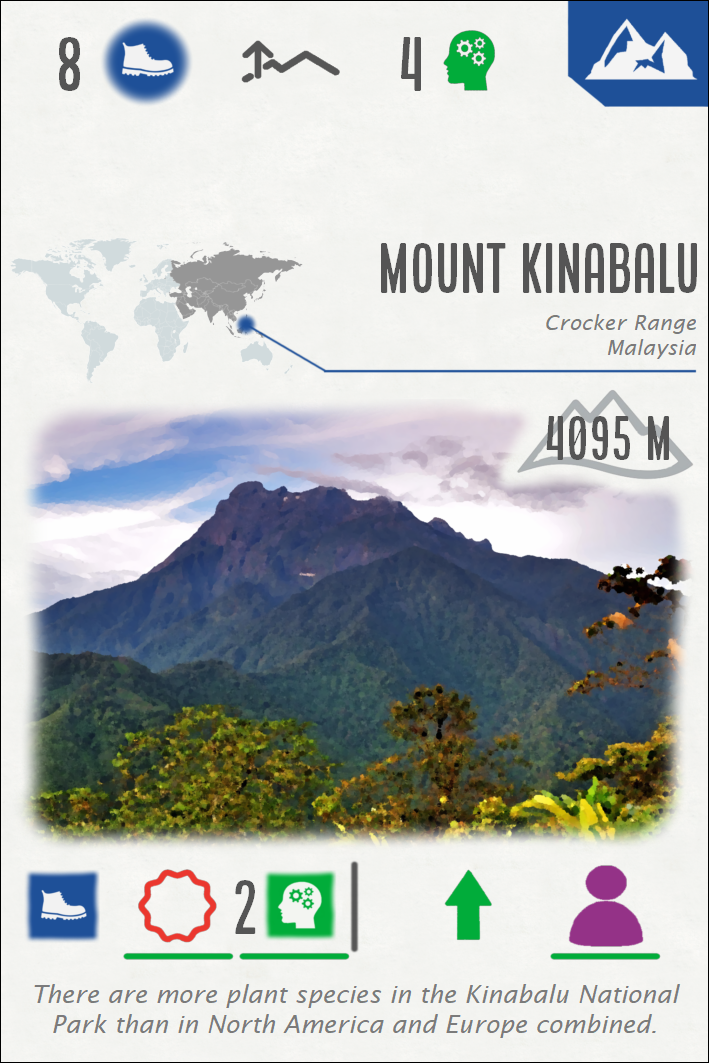 8
4
MOUNT KINABALU
Crocker Range
Malaysia
4095 M
2
There are more plant species in the Kinabalu National
Park than in North America and Europe combined.